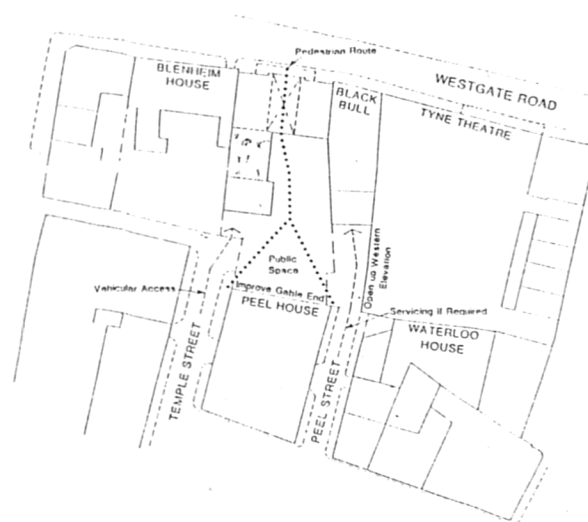 Pedestrian Route
WESTGATE ROAD
BLENHEIM
HOUSE
BLACK
BULL
TYNE THEATRE
Public
Space
Open up Western
Elevation
Vehicular Access
Improve Gable End
PEEL HOUSE
Servicing If Required
WATERLOO
HOUSE
TEMPLE STREET
PEEL STREET